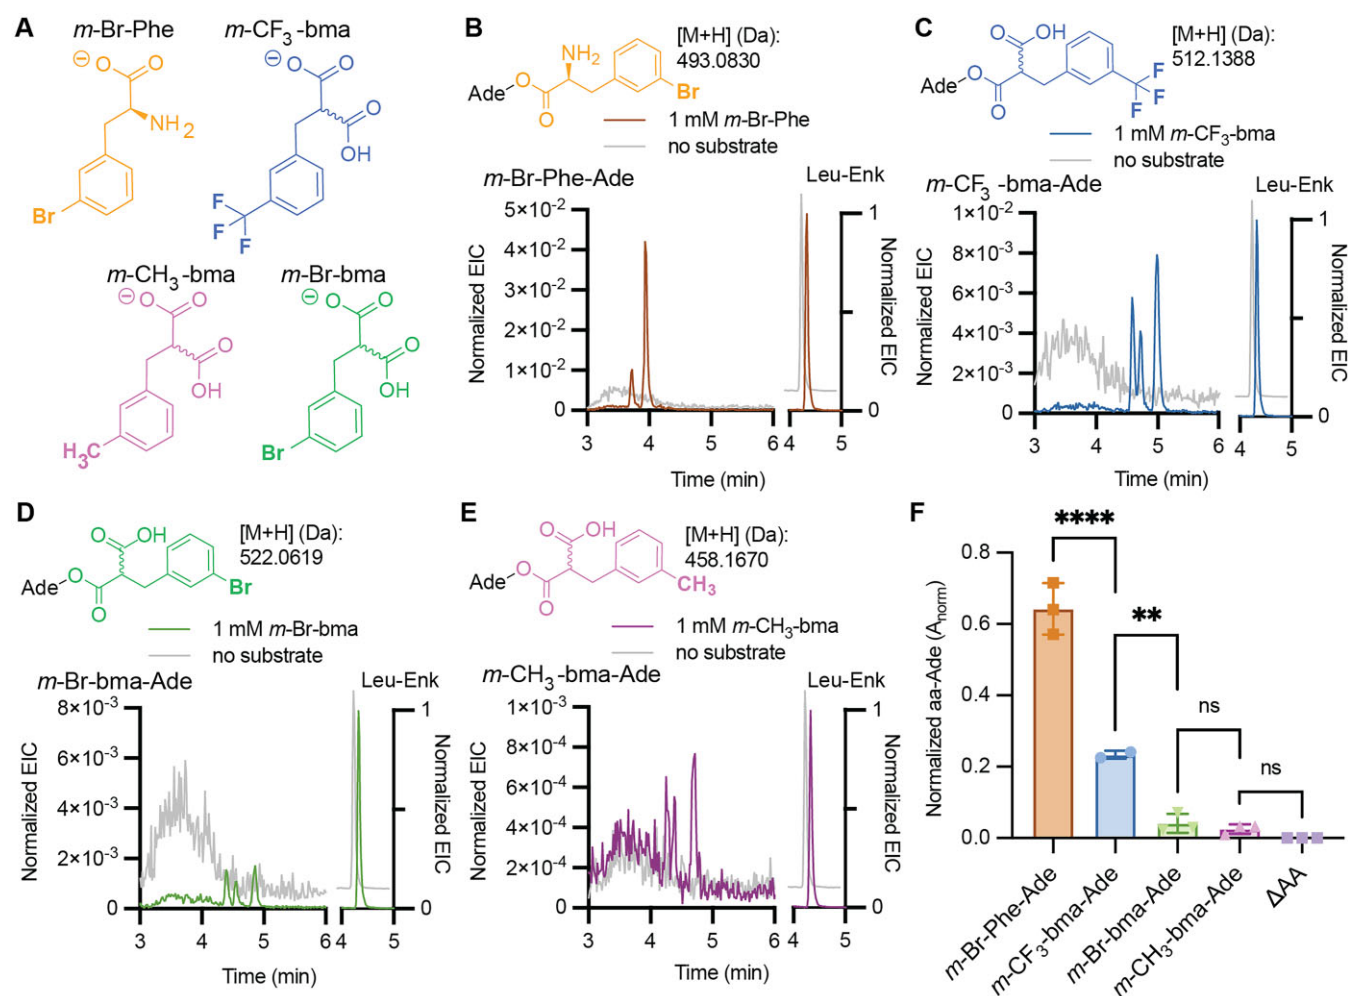 A
m-Br-Phe
m-CF3-bma
⊖
O
O
NH2
Br
⊖
O
O
O
OH
F
F
F
m-CH3-bma
m-Br-bma
⊖
O
O
O
OH
H3C
⊖
O
O
O
OH
Br
B
NH2
Ade
O
O
Br
[M+H] (Da):
493.0830
1 mM m-Br-Phe
no substrate
m-Br-Phe-Ade
Leu-Enk
Normalized EIC
5×10⁻²
4×10⁻²
3×10⁻²
2×10⁻²
1×10⁻²
0
3 4 5 6
4 5
1
0
Normalized EIC
Time (min)
C
O
OH
Ade
O
O
F
F
F
[M+H] (Da):
512.1388
1 mM m-CF3-bma
no substrate
m-CF3-bma-Ade
Leu-Enk
Normalized EIC
1×10⁻²
8×10⁻³
6×10⁻³
4×10⁻³
2×10⁻³
0
3 4 5 6
4 5
1
0
Normalized EIC
Time (min)
D
O
OH
Ade
O
O
Br
[M+H] (Da):
522.0619
1 mM m-Br-bma
no substrate
m-Br-bma-Ade
Leu-Enk
Normalized EIC
8×10⁻³
6×10⁻³
4×10⁻³
2×10⁻³
0
3 4 5 6
4 5
1
0
Normalized EIC
Time (min)
E
O
OH
Ade
O
O
CH3
[M+H] (Da):
458.1670
1 mM m-CH3-bma
no substrate
m-CH3-bma-Ade
Leu-Enk
Normalized EIC
1×10⁻³
8×10⁻⁴
6×10⁻⁴
4×10⁻⁴
2×10⁻⁴
0
3 4 5 6
4 5
1
0
Normalized EIC
Time (min)
F
****
**
ns
ns
Normalized aa-Ade (Anorm)
0.8
0.6
0.4
0.2
0.0
m-Br-Phe-Ade
m-CF3-bma-Ade
m-Br-bma-Ade
m-CH3-bma-Ade
ΔAA